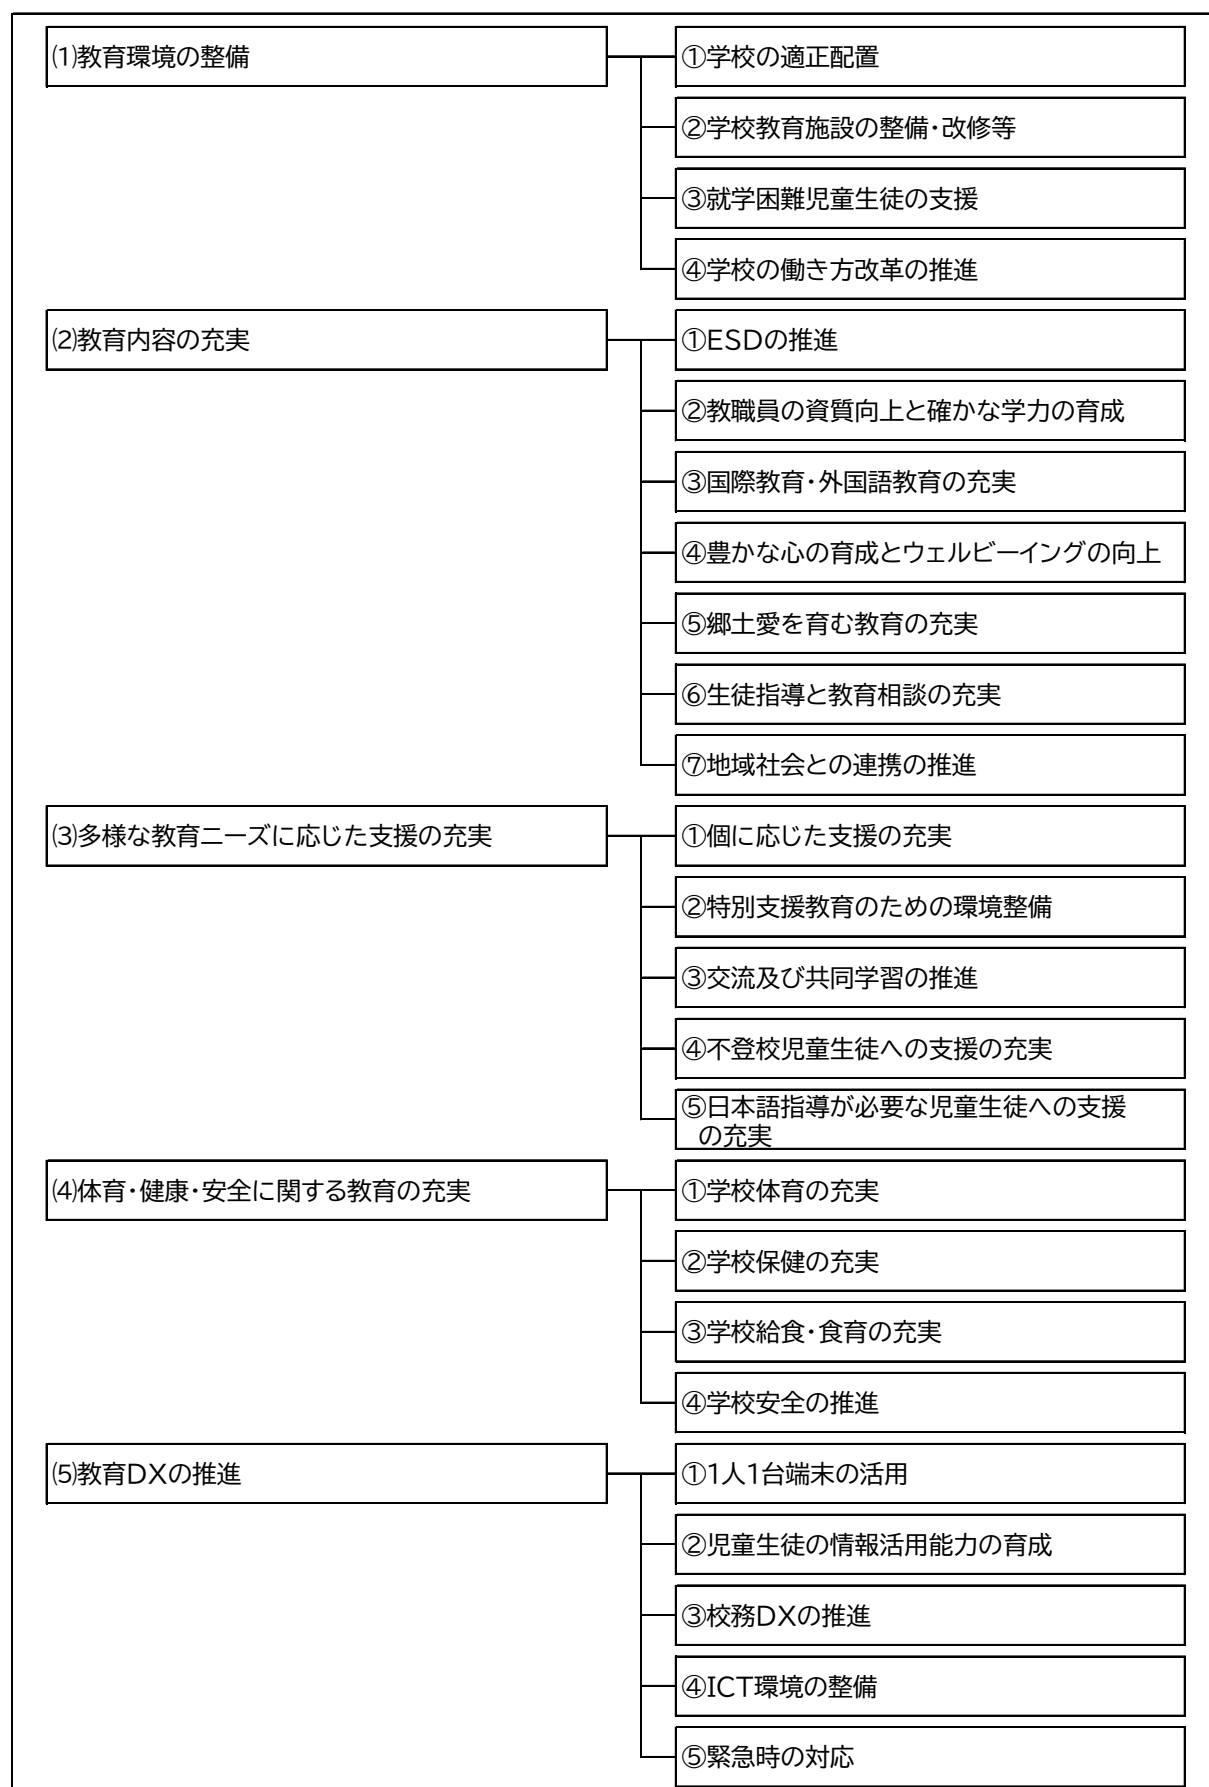 ⑴教育環境の整備
①学校の適正配置
②学校教育施設の整備・改修等
③就学困難児童生徒の支援
④学校の働き方改革の推進
⑵教育内容の充実
①ESDの推進
②教職員の資質向上と確かな学力の育成
③国際教育・外国語教育の充実
④豊かな心の育成とウェルビーイングの向上
⑤郷土愛を育む教育の充実
⑥生徒指導と教育相談の充実
⑦地域社会との連携の推進
⑶多様な教育ニーズに応じた支援の充実
①個に応じた支援の充実
②特別支援教育のための環境整備
③交流及び共同学習の推進
④不登校児童生徒への支援の充実
⑤日本語指導が必要な児童生徒への支援
の充実
⑷体育・健康・安全に関する教育の充実
①学校体育の充実
②学校保健の充実
③学校給食・食育の充実
④学校安全の推進
⑸教育DXの推進
①1人1台端末の活用
②児童生徒の情報活用能力の育成
③校務DXの推進
④ICT環境の整備
⑤緊急時の対応